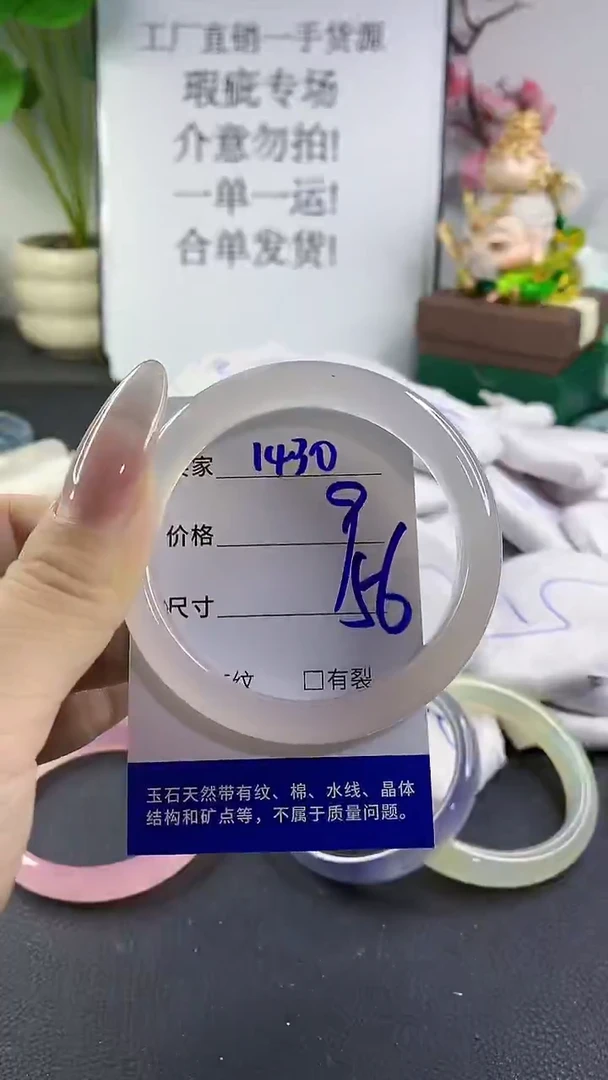 工厂直销一手货源
瑕疵专场
介意勿拍!
一单一运!
合单发货!
家 1430
价格
9
尺寸 56
纹 □有裂
玉石天然带有纹、棉、水线、晶体
结构和矿点等，不属于质量问题。